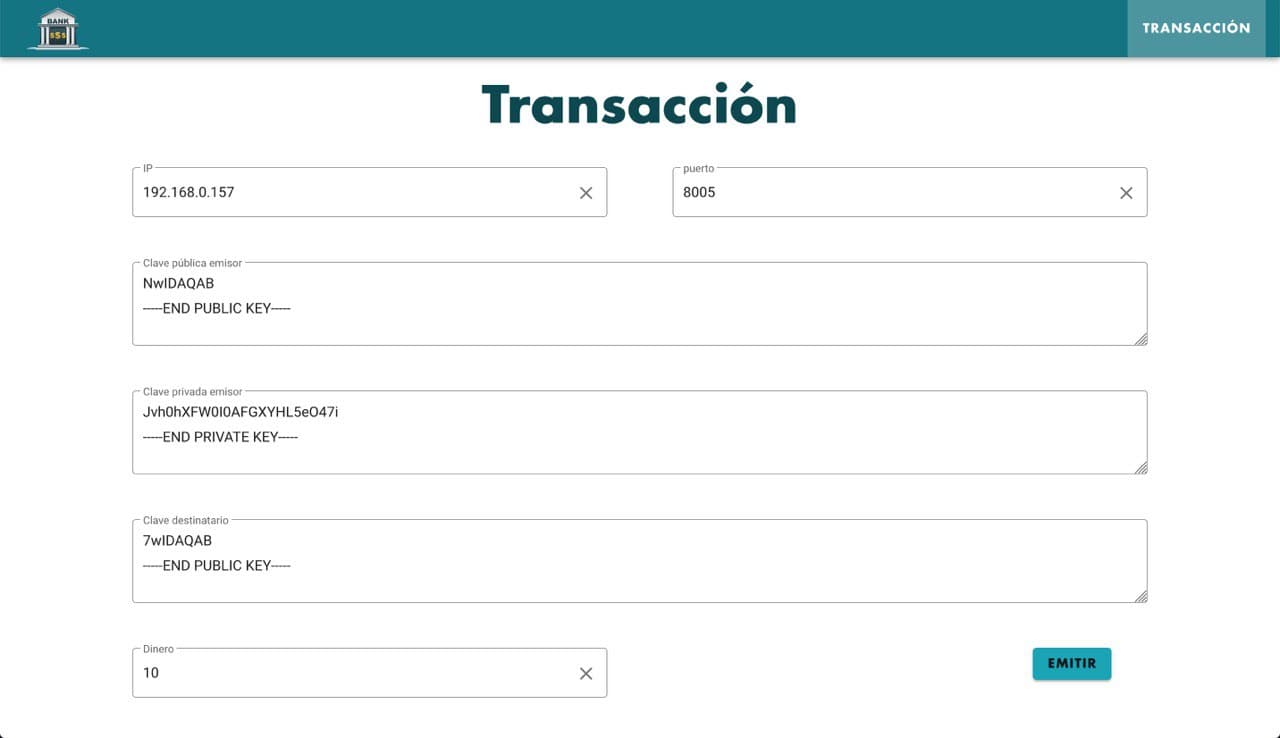 BANK
$$$
TRANSACCIÓN
Transacción
IP
192.168.0.157
puerto
8005
Clave pública emisor
NwIDAQAB
-----END PUBLIC KEY-----
Clave privada emisor
Jvh0hXFW0I0AFGXYHL5eO47i
-----END PRIVATE KEY-----
Clave destinatario
7wIDAQAB
-----END PUBLIC KEY-----
Dinero
10
EMITIR